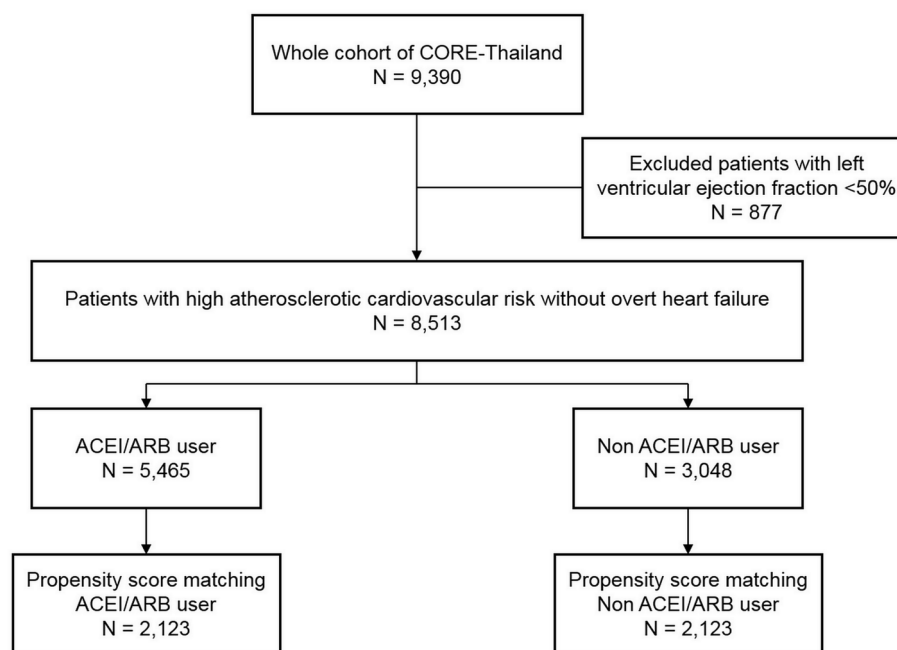 Whole cohort of CORE-Thailand
N = 9,390
Excluded patients with left
ventricular ejection fraction <50%
N = 877
Patients with high atherosclerotic cardiovascular risk without overt heart failure
N = 8,513
ACEI/ARB user
N = 5,465
Non ACEI/ARB user
N = 3,048
Propensity score matching
ACEI/ARB user
N = 2,123
Propensity score matching
Non ACEI/ARB user
N = 2,123